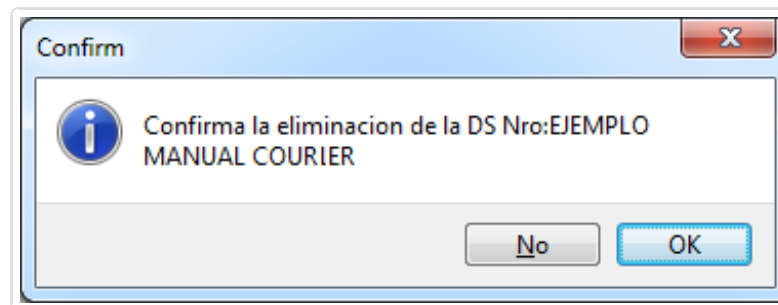 Confirm
Confirma la eliminacion de la DS Nro:EJEMPLO
MANUAL COURIER
No
OK